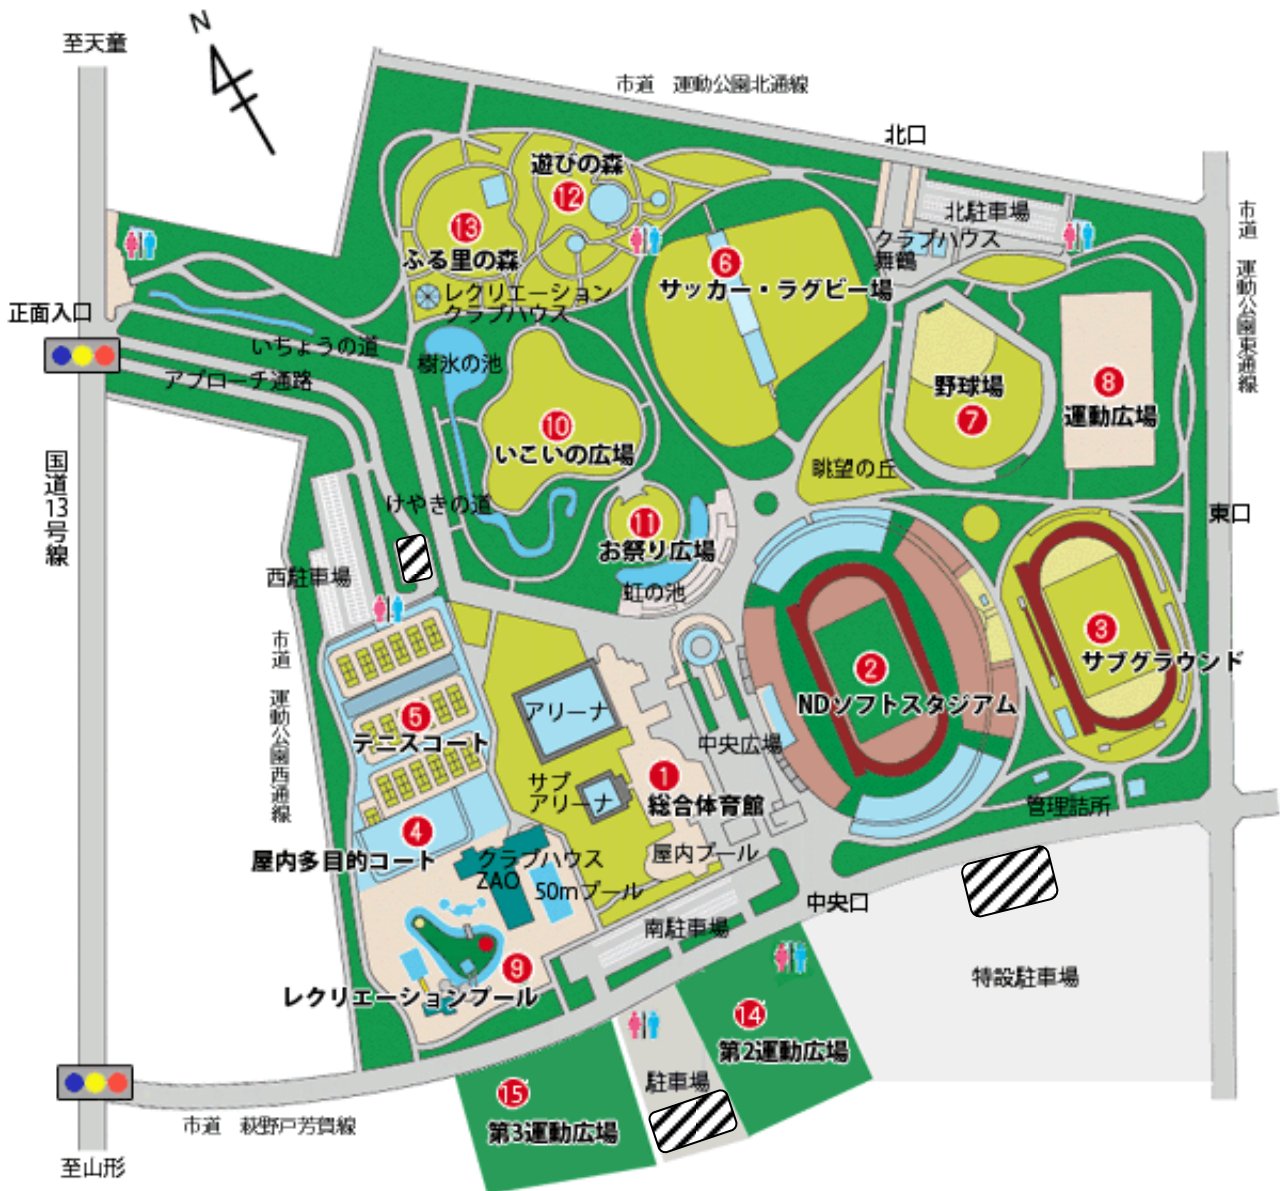 N
至天童
市道 運動公園北通線
北口
遊びの森
12
北駐車場
市道 運動公園東通線
13
ふる里の森
クラブハウス
舞鶴
6
サッカー・ラグビー場
レクリエーション
クラブハウス
正面入口
いちょうの道
樹氷の池
アプローチ通路
野球場
7
8
運動広場
10
いこいの広場
国道13号線
眺望の丘
けやきの道
東口
11
お祭り広場
西駐車場
虹の池
市道 運動公園西通線
3
サブグラウンド
2
NDソフトスタジアム
アリーナ
5
テニスコート
中央広場
サブ
アリーナ
1
総合体育館
管理詰所
4
屋内多目的コート
クラブハウス
ZAO
屋内プール
50mプール
中央口
南駐車場
9
レクリエーションプール
特設駐車場
14
第2運動広場
駐車場
15
第3運動広場
市道 萩野戸芳賀線
至山形